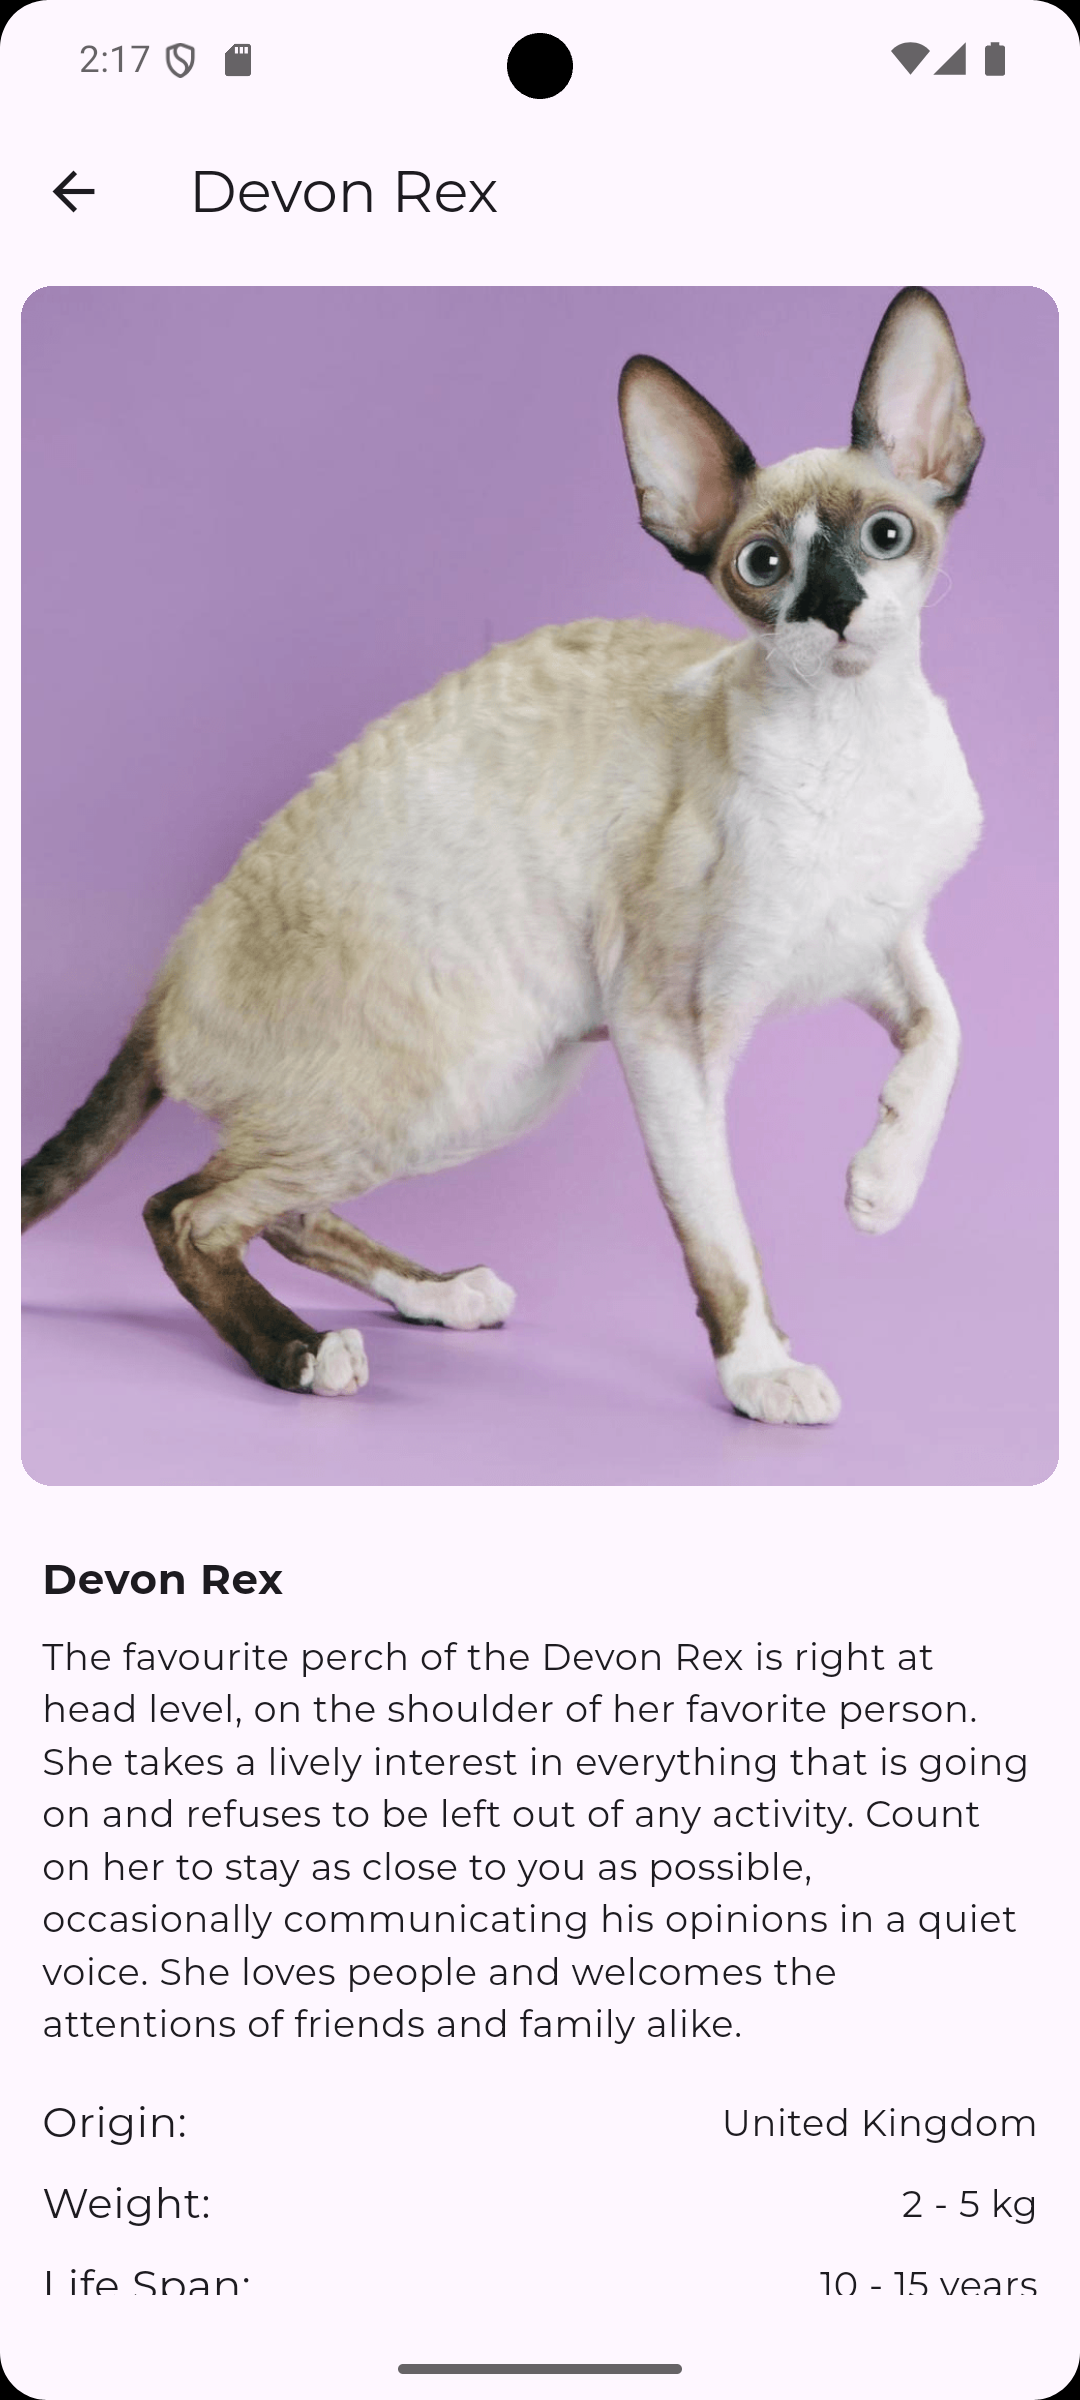 2:17
Devon Rex
Devon Rex
The favourite perch of the Devon Rex is right at
head level, on the shoulder of her favorite person.
She takes a lively interest in everything that is going
on and refuses to be left out of any activity. Count
on her to stay as close to you as possible,
occasionally communicating his opinions in a quiet
voice. She loves people and welcomes the
attentions of friends and family alike.
Origin: United Kingdom
Weight: 2 - 5 kg
Life Span: 10 - 15 years